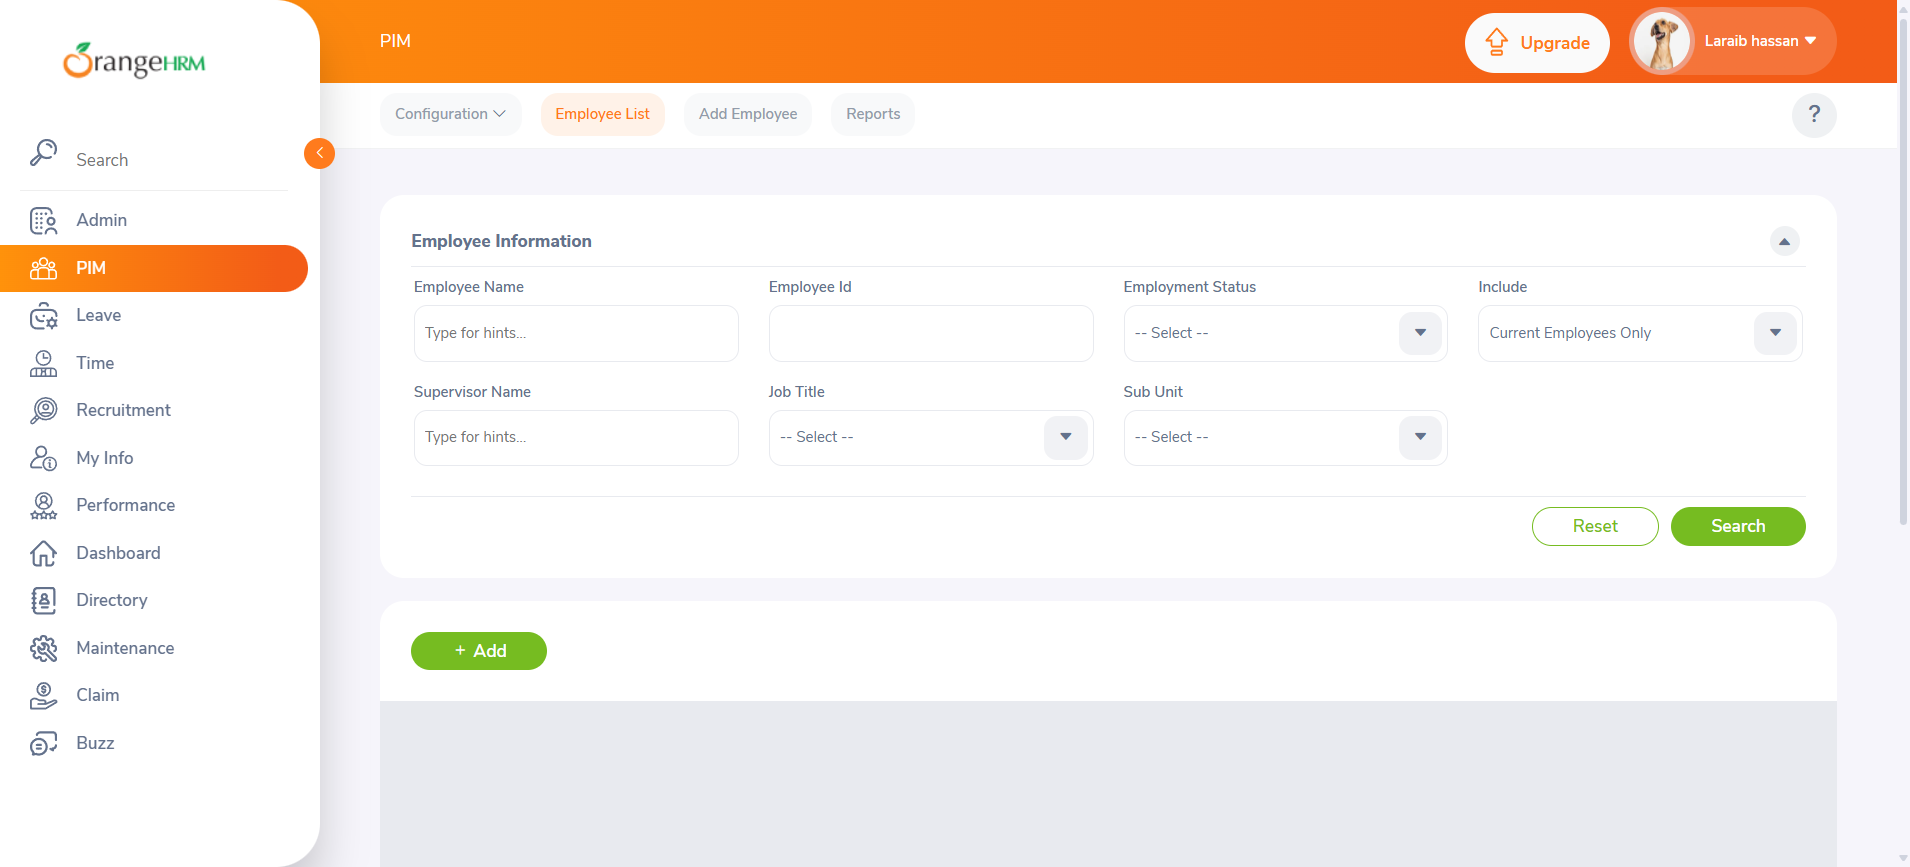 OrangeHRM
PIM
Upgrade
Laraib hassan
Configuration
Employee List
Add Employee
Reports
?
Search
Admin
PIM
Leave
Time
Recruitment
My Info
Performance
Dashboard
Directory
Maintenance
Claim
Buzz
Employee Information
Employee Name
Employee Id
Employment Status
Include
Type for hints...
-- Select --
Current Employees Only
Supervisor Name
Job Title
Sub Unit
Type for hints...
-- Select --
-- Select --
Reset
Search
+ Add